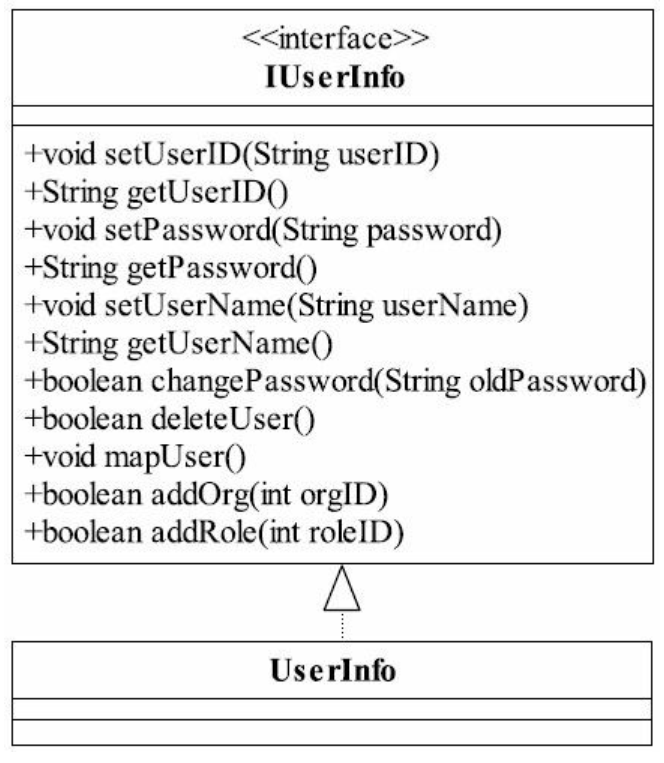 <<interface>>
IUserInfo
+void setUserID(String userID)
+String getUserID()
+void setPassword(String password)
+String getPassword()
+void setUserName(String userName)
+String getUserName()
+boolean changePassword(String oldPassword)
+boolean deleteUser()
+void mapUser()
+boolean addOrg(int orgID)
+boolean addRole(int roleID)
UserInfo